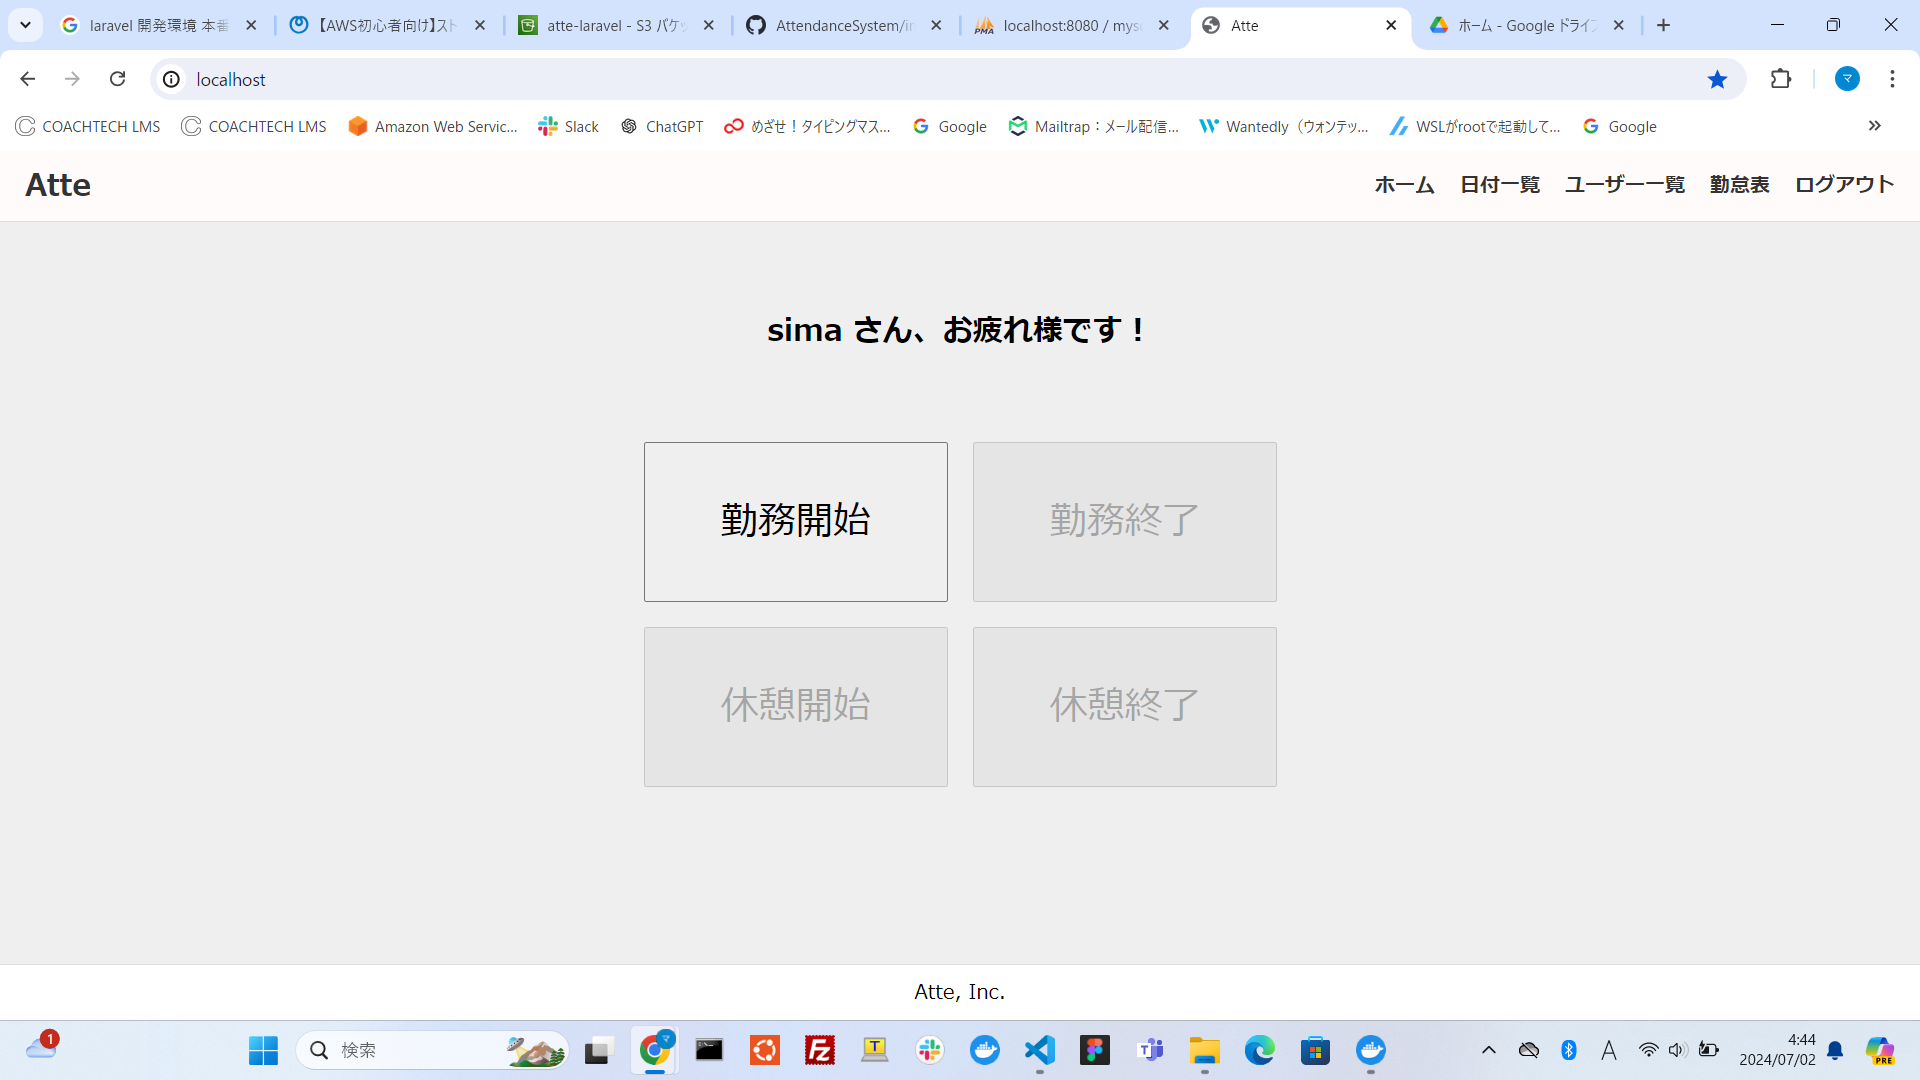 laravel 開発環境 本番
【AWS初心者向け】スト
atte-laravel - S3 バケッ
AttendanceSystem/in
localhost:8080 / mys
Atte
ホーム - Google ドライブ
localhost
マ
COACHTECH LMS
COACHTECH LMS
Amazon Web Servic...
Slack
ChatGPT
めざせ！タイピングマス...
Google
Mailtrap：メール配信...
Wantedly（ウォンテッ...
WSLがrootで起動して...
Google
Atte
ホーム 日付一覧 ユーザー一覧 勤怠表 ログアウト
sima さん、お疲れ様です！
勤務開始 勤務終了
休憩開始 休憩終了
Atte, Inc.
1
検索
A
4:44
2024/07/02
PRE